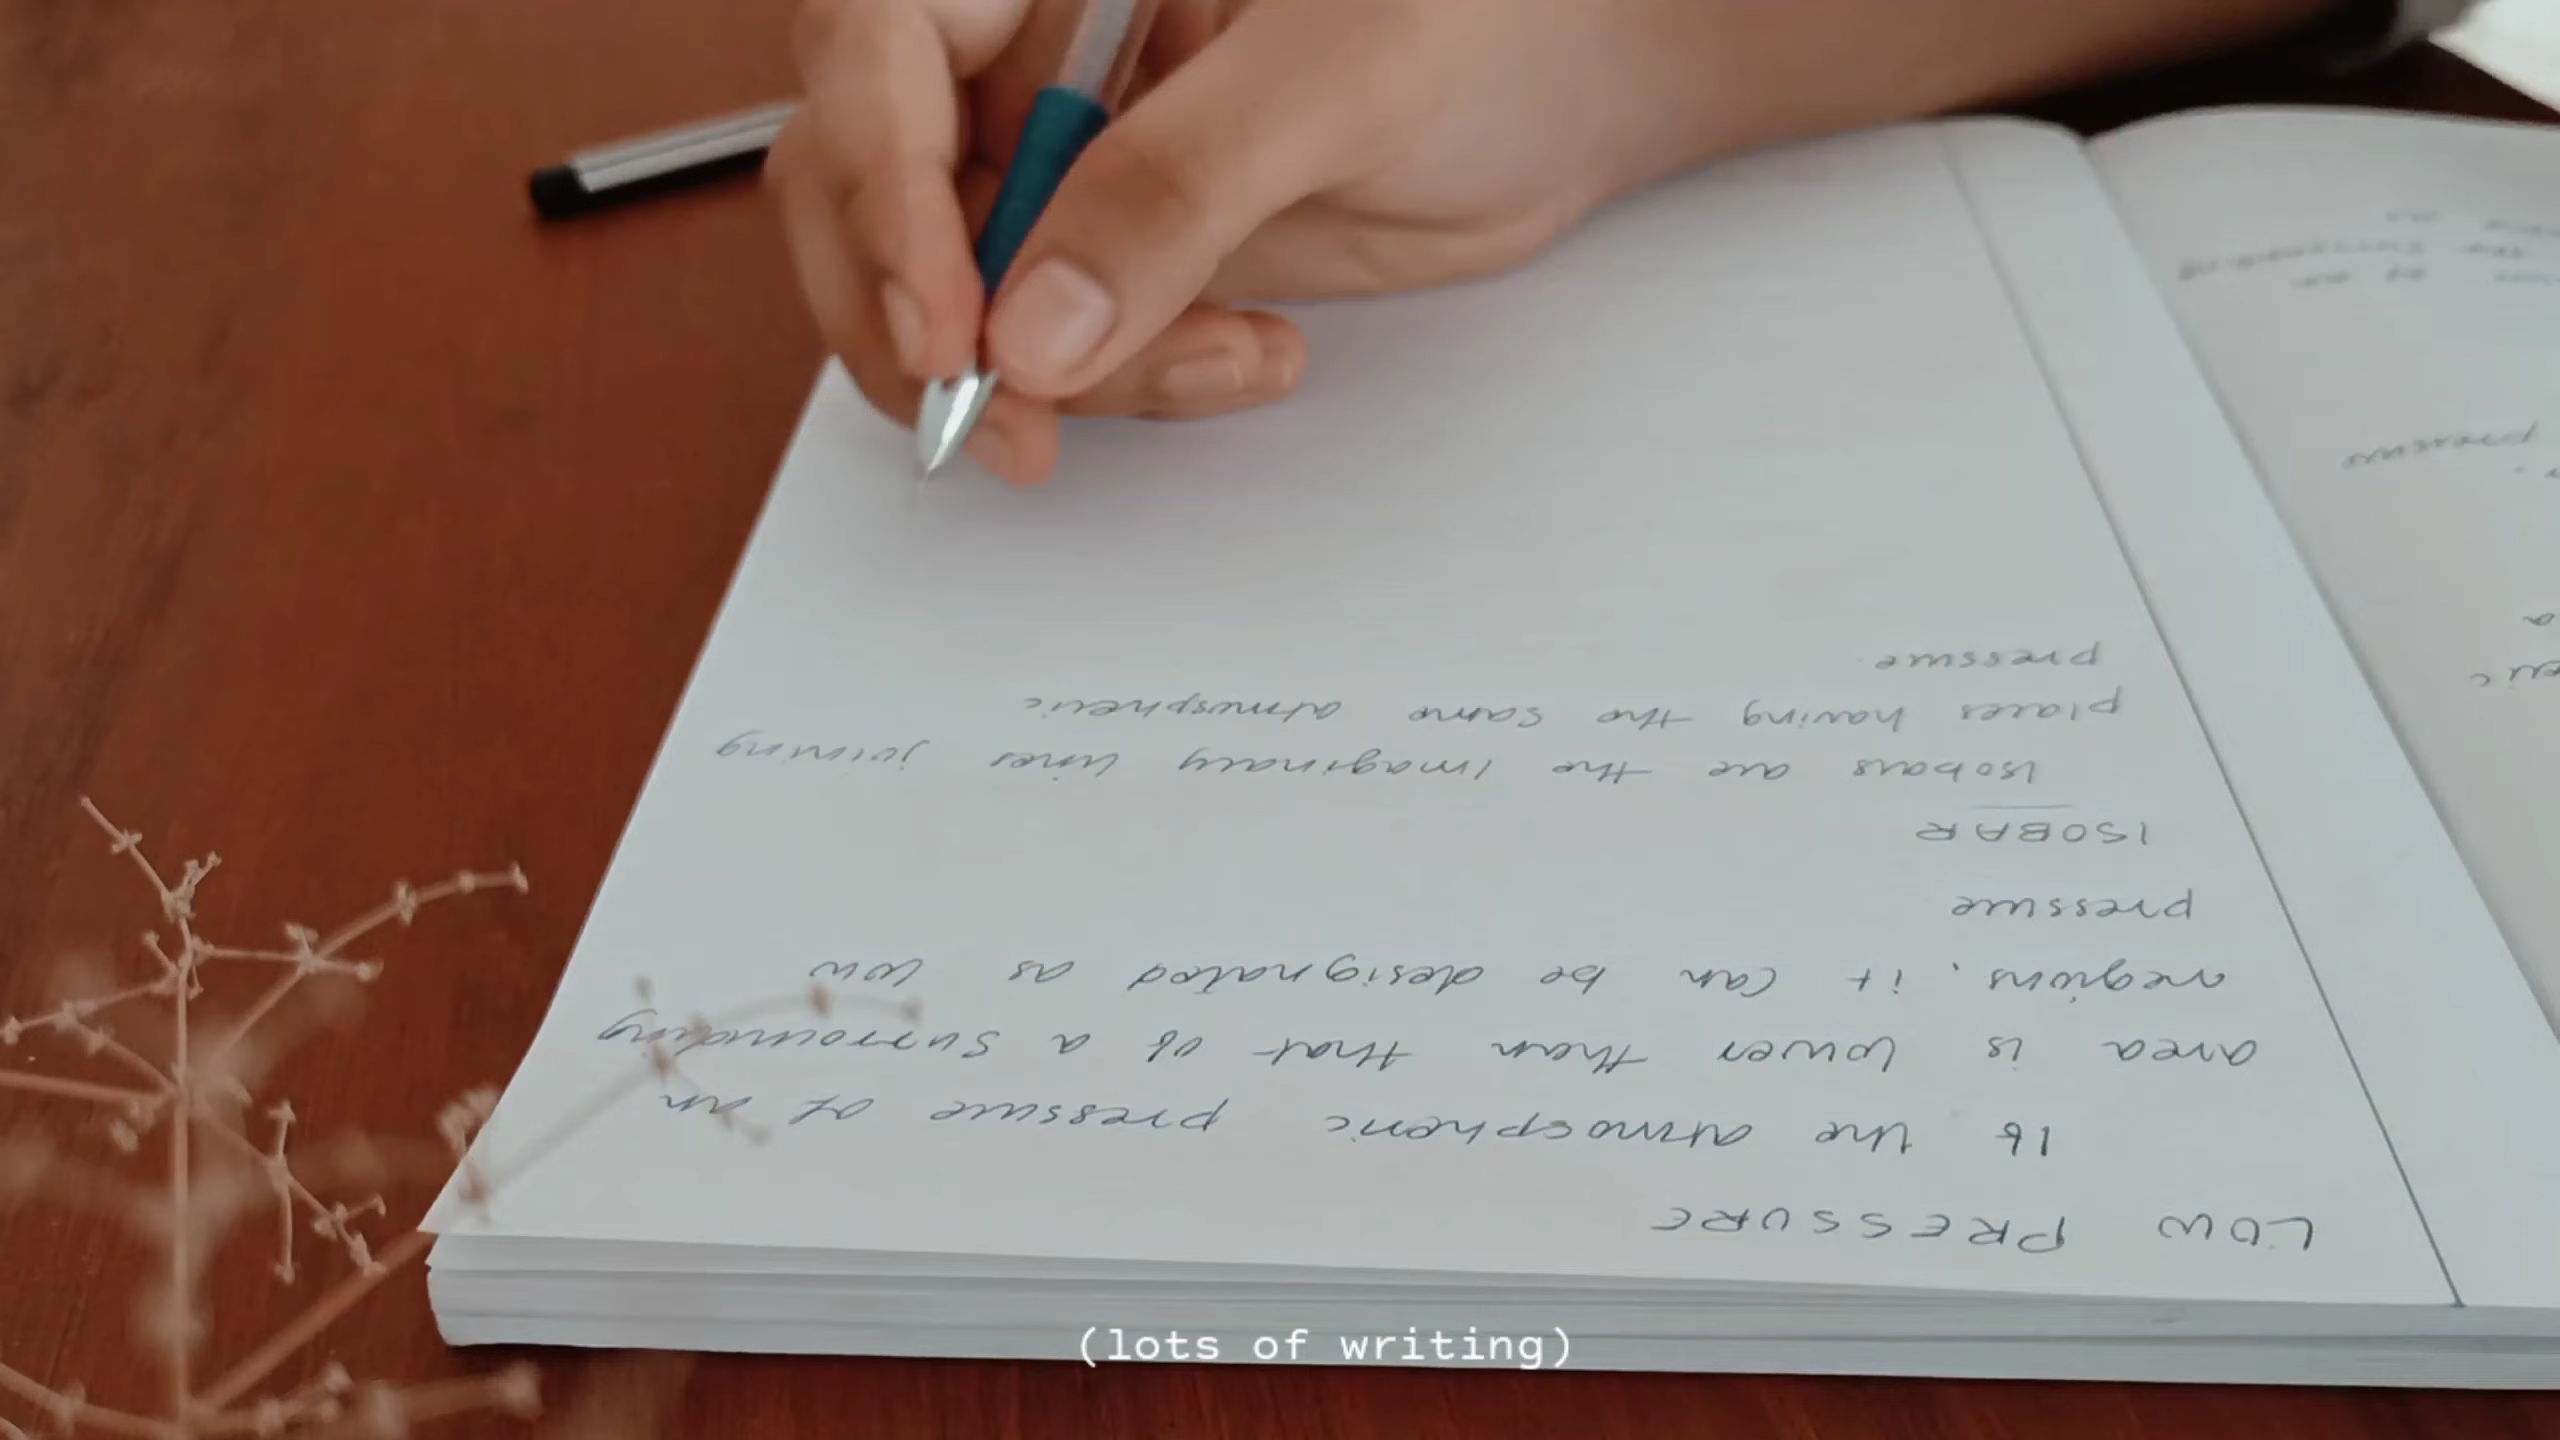 LOW PRESSURE
If the atmospheric pressure of an
area is lower than that of a surrounding
regions, it can be designated as low
pressure
ISOBAR
Isobars are the imaginary lines joining
places having the same atmospheric
pressure.
pressure
(lots of writing)